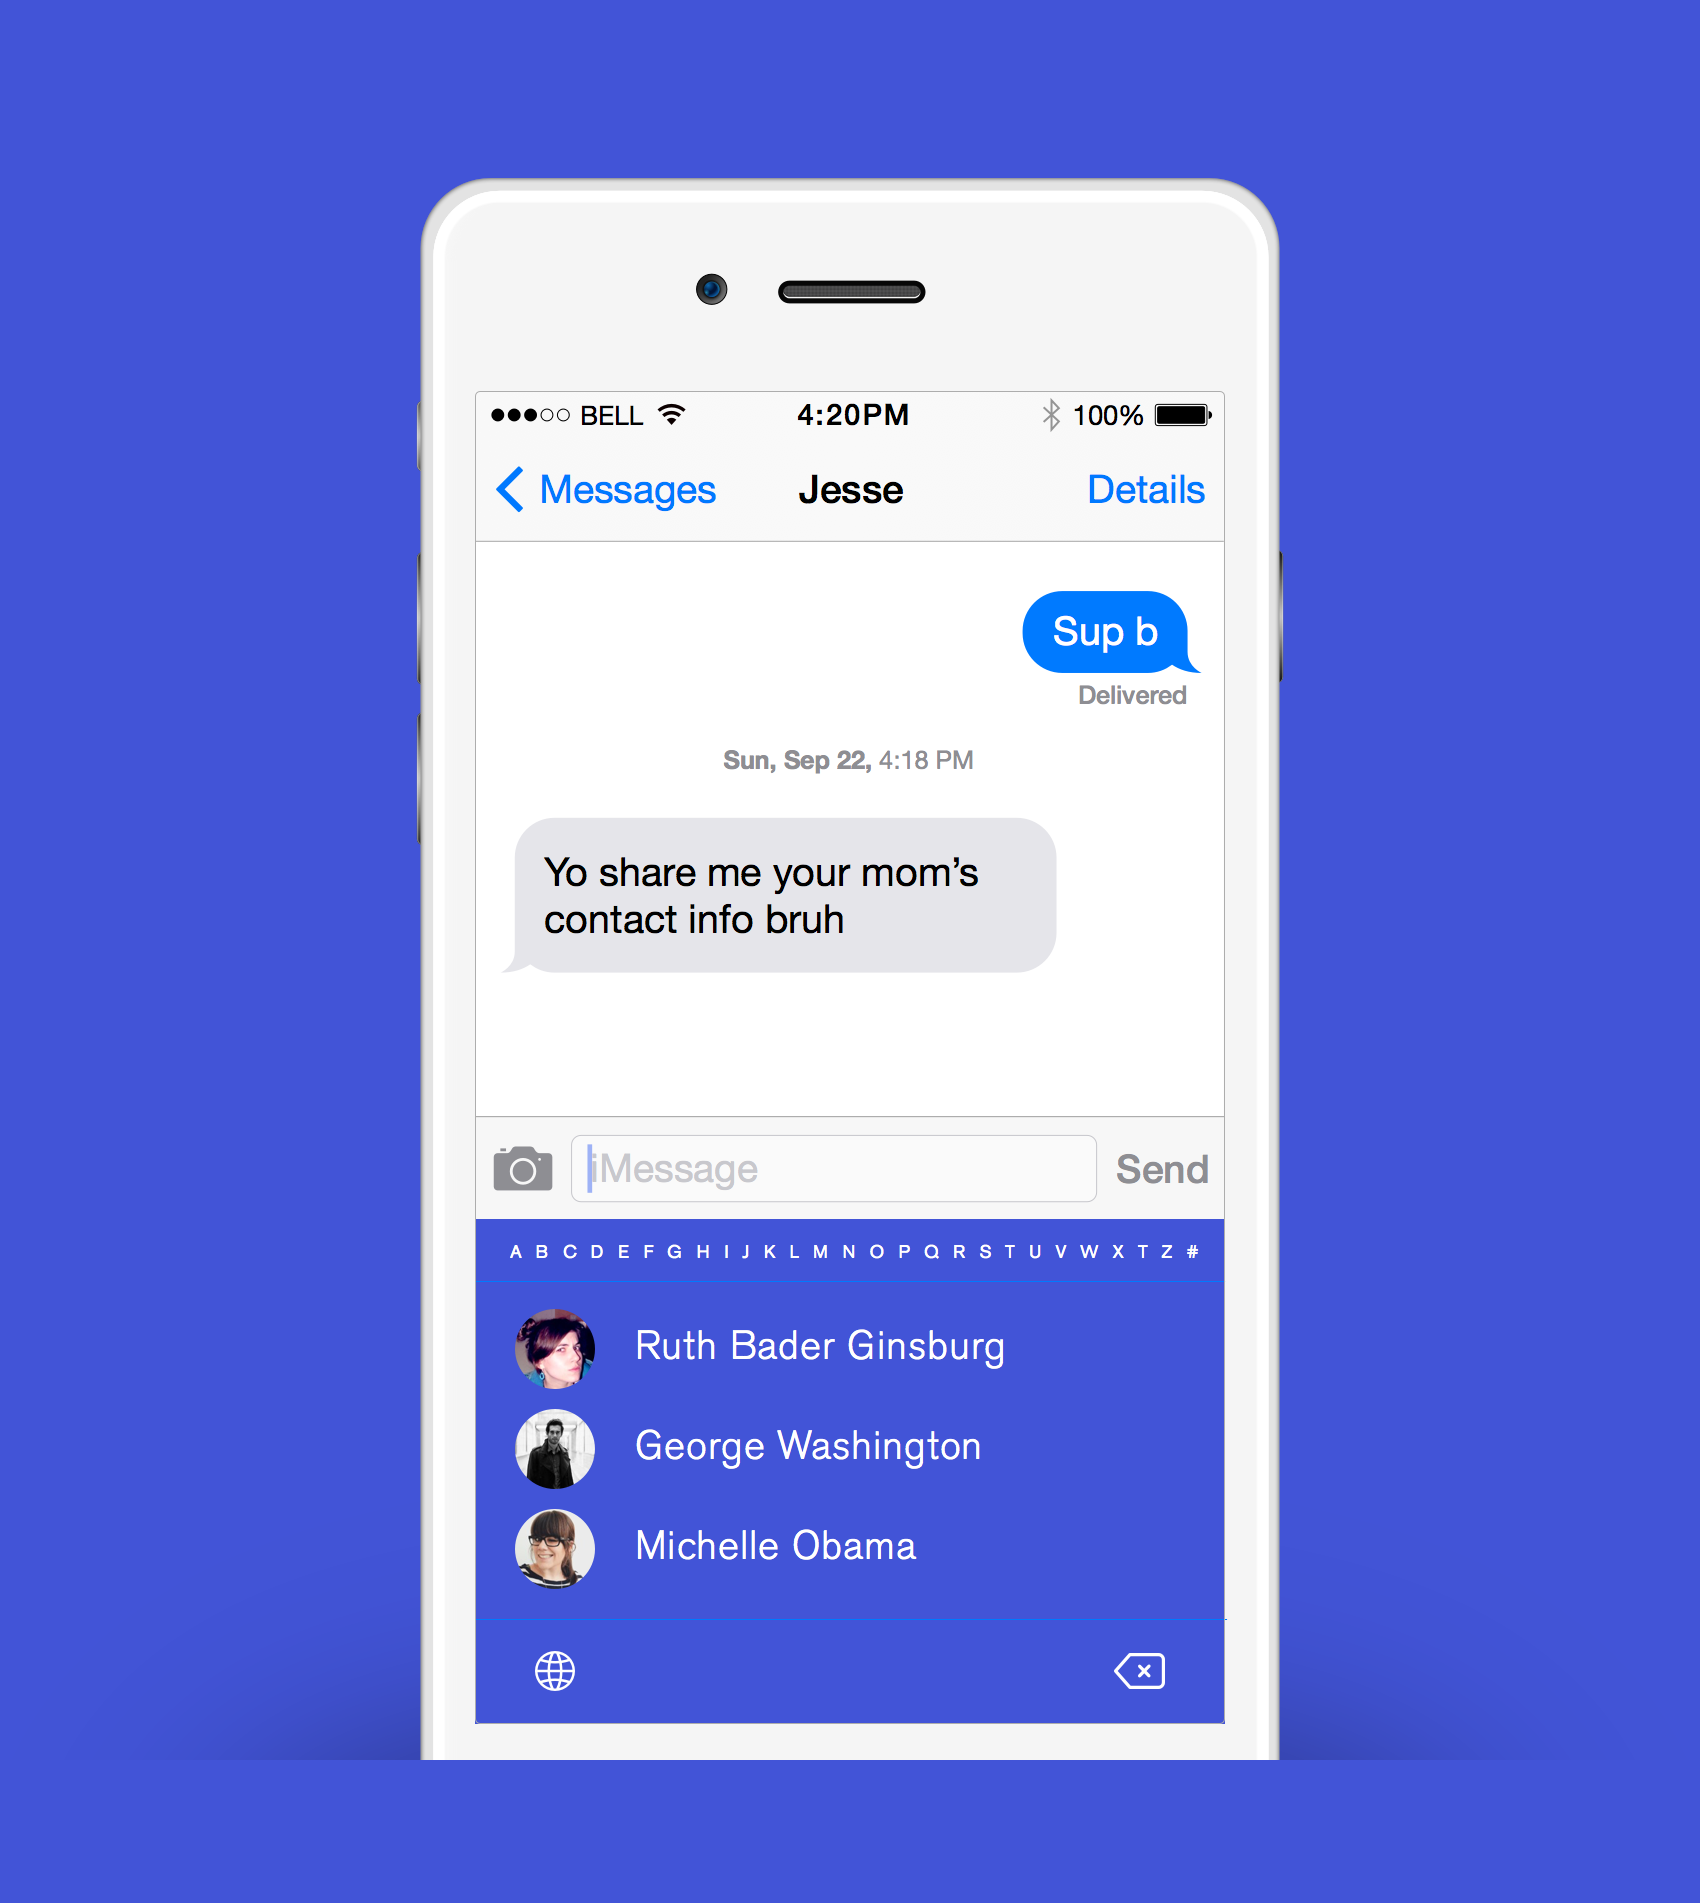 BELL 4:20PM 100%
Messages Jesse Details
Sup b
Delivered
Sun, Sep 22, 4:18 PM
Yo share me your mom’s
contact info bruh
iMessage Send
A B C D E F G H I J K L M N O P Q R S T U V W X T Z #
Ruth Bader Ginsburg
George Washington
Michelle Obama